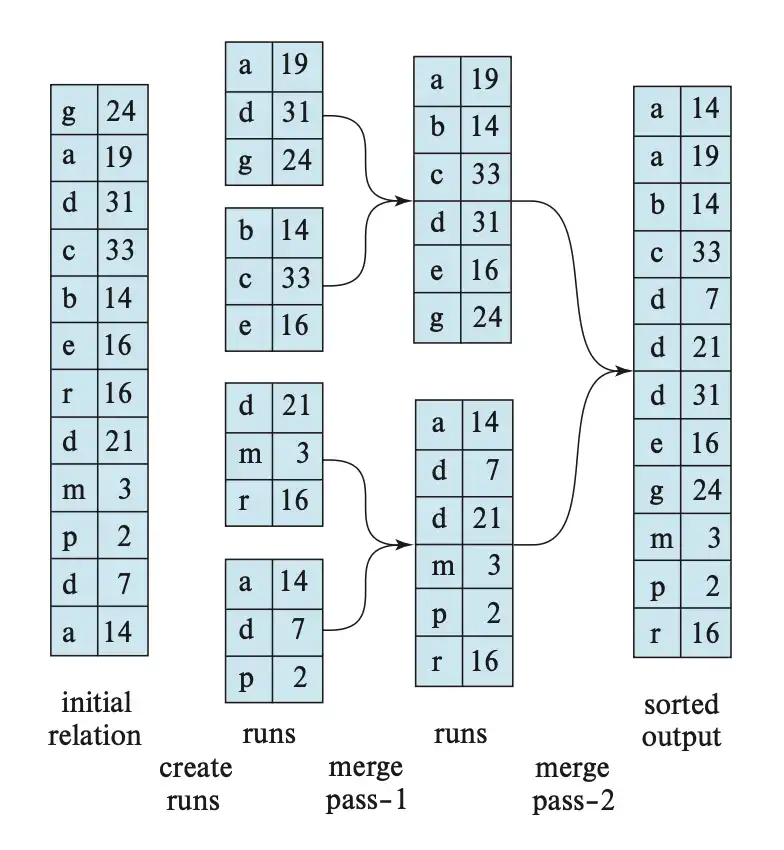 g 24
a 19
d 31
c 33
b 14
e 16
r 16
d 21
m 3
p 2
d 7
a 14
initial
relation
a 19
d 31
g 24
b 14
c 33
e 16
d 21
m 3
r 16
a 14
d 7
p 2
runs
create
runs
a 19
b 14
c 33
d 31
e 16
g 24
a 14
d 7
d 21
m 3
p 2
r 16
runs
merge
pass-1
a 14
a 19
b 14
c 33
d 7
d 21
d 31
e 16
g 24
m 3
p 2
r 16
sorted
output
merge
pass-2